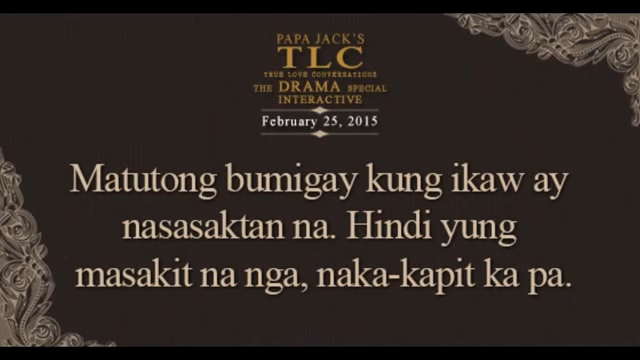 PAPA JACK'S
TLC
TRUE LOVE CONVERSATIONS
THE DRAMA SPECIAL
INTERACTIVE
February 25, 2015
Matutong bumigay kung ikaw ay
nasasaktan na. Hindi yung
masakit na nga, naka-kapit ka pa.